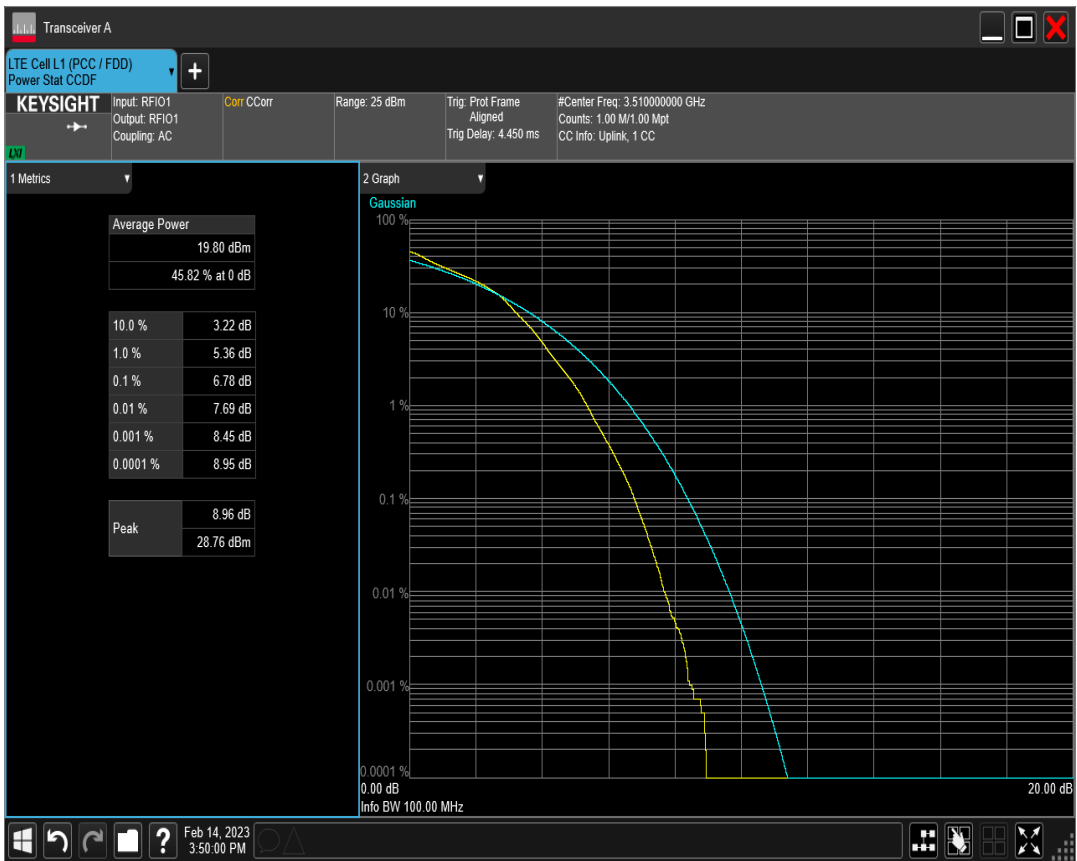 Transceiver A
LTE Cell L1 (PCC / FDD)
Power Stat CCDF
+
KEYSIGHT
LXI
Input: RFIO1
Output: RFIO1
Coupling: AC
Corr CCorr
Range: 25 dBm
Trig: Prot Frame
Aligned
Trig Delay: 4.450 ms
#Center Freq: 3.510000000 GHz
Counts: 1.00 M/1.00 Mpt
CC Info: Uplink, 1 CC
1 Metrics
Average Power
19.80 dBm
45.82 % at 0 dB
10.0 % 3.22 dB
1.0 % 5.36 dB
0.1 % 6.78 dB
0.01 % 7.69 dB
0.001 % 8.45 dB
0.0001 % 8.95 dB
Peak
8.96 dB
28.76 dBm
2 Graph
Gaussian
100 %
10 %
1 %
0.1 %
0.01 %
0.001 %
0.0001 %
0.00 dB
20.00 dB
Info BW 100.00 MHz
?
Feb 14, 2023
3:50:00 PM